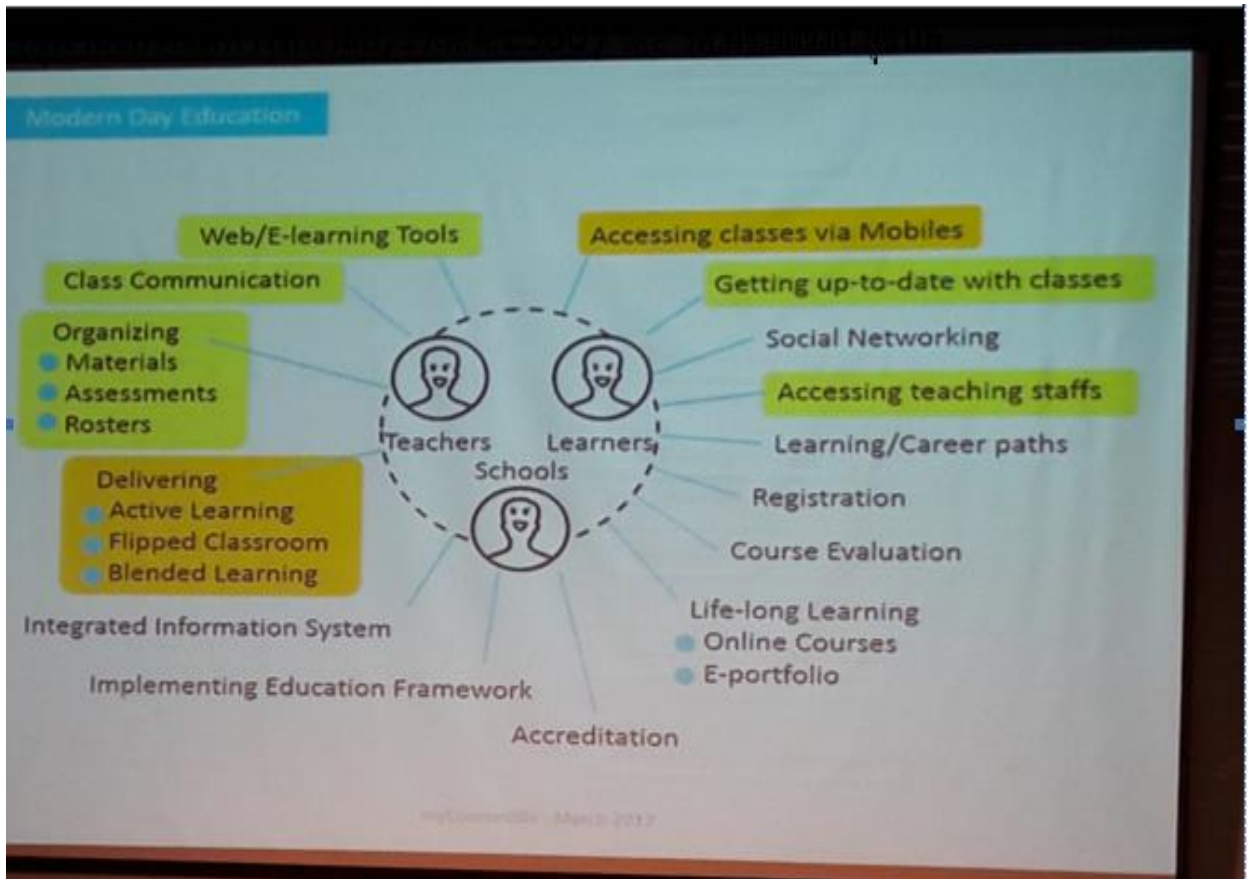 Modern Day Education
Web/E-learning Tools
Class Communication
Organizing
Materials
Assessments
Rosters
Delivering
Active Learning
Flipped Classroom
Blended Learning
Integrated Information System
Implementing Education Framework
Accreditation
Teachers
Learners
Schools
Accessing classes via Mobiles
Getting up-to-date with classes
Social Networking
Accessing teaching staffs
Learning/Career paths
Registration
Course Evaluation
Life-long Learning
Online Courses
E-portfolio
March 2017